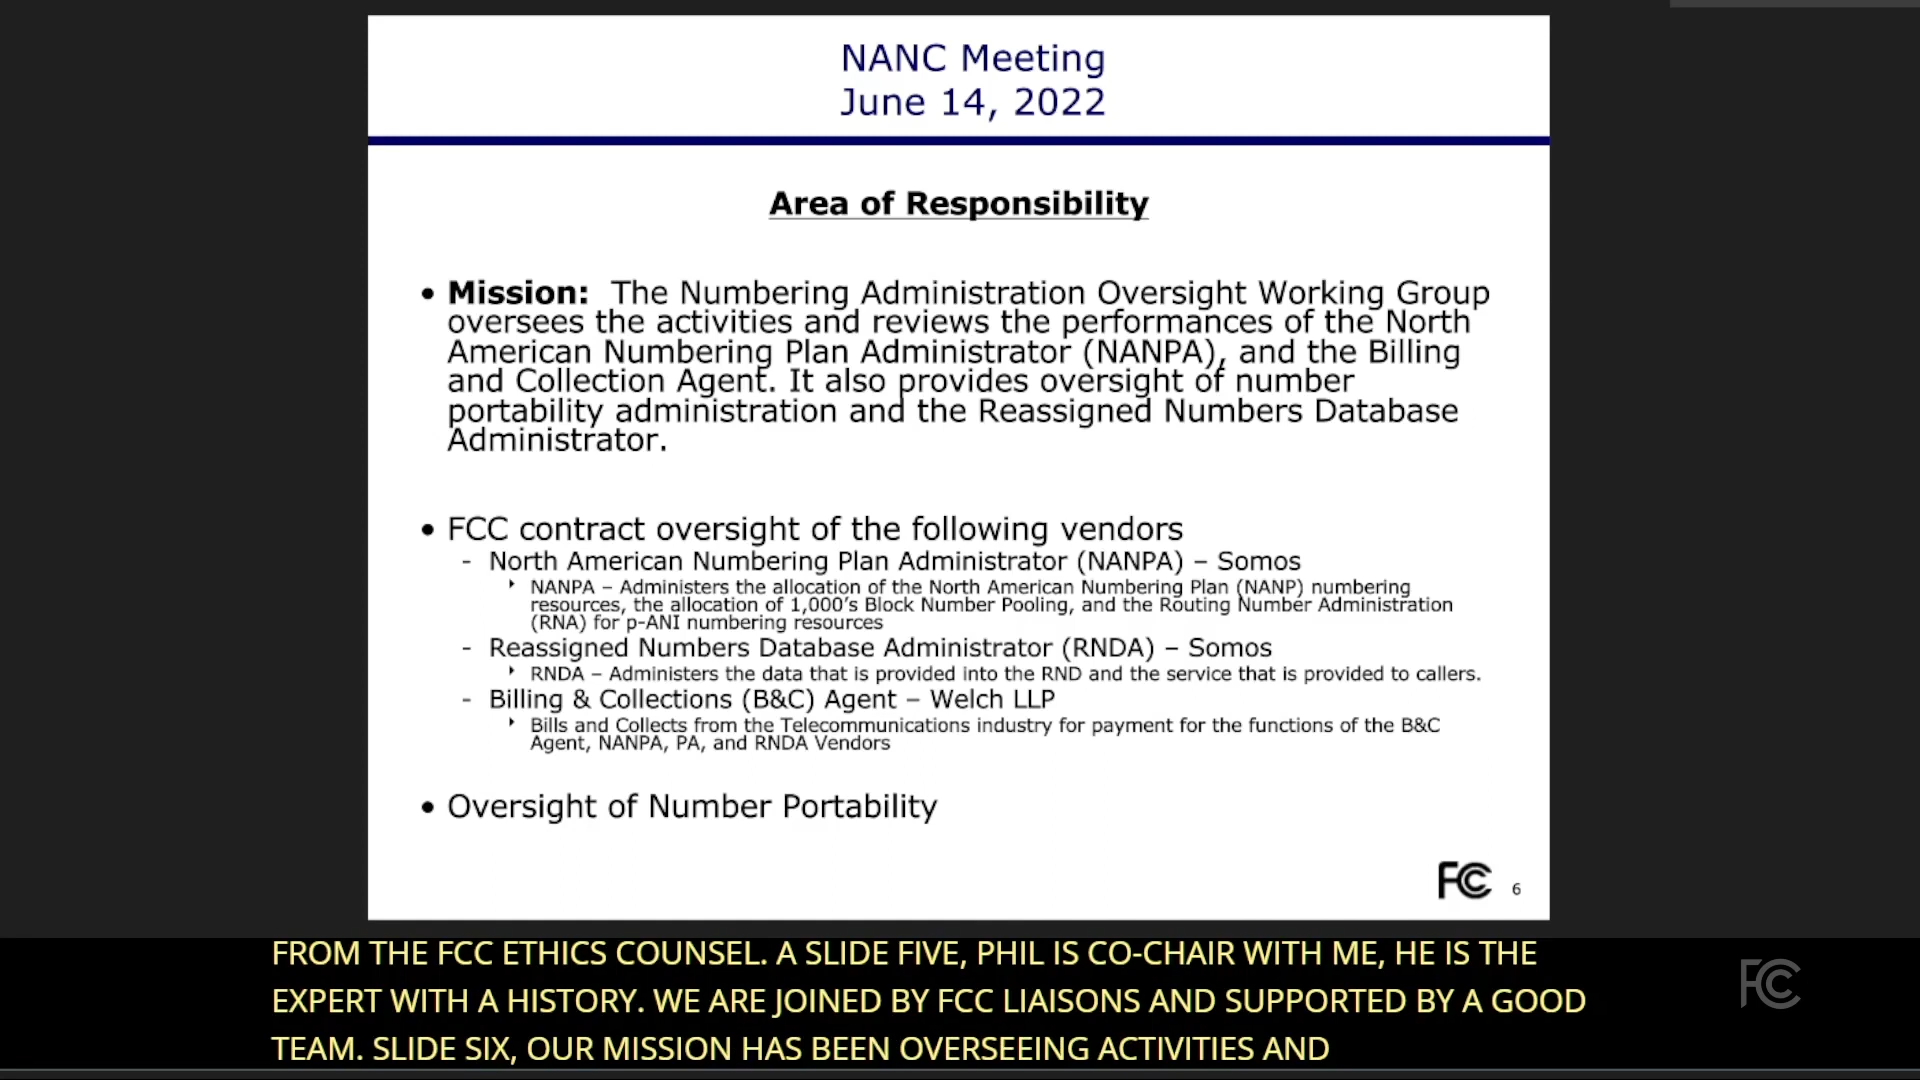 NANC Meeting
June 14, 2022
Area of Responsibility
• Mission: The Numbering Administration Oversight Working Group
oversees the activities and reviews the performances of the North
American Numbering Plan Administrator (NANPA), and the Billing
and Collection Agent. It also provides oversight of number
portability administration and the Reassigned Numbers Database
Administrator.
• FCC contract oversight of the following vendors
- North American Numbering Plan Administrator (NANPA) – Somos
‣ NANPA – Administers the allocation of the North American Numbering Plan (NANP) numbering
resources, the allocation of 1,000’s Block Number Pooling, and the Routing Number Administration
(RNA) for p-ANI numbering resources
- Reassigned Numbers Database Administrator (RNDA) – Somos
‣ RNDA – Administers the data that is provided into the RND and the service that is provided to callers.
- Billing & Collections (B&C) Agent – Welch LLP
‣ Bills and Collects from the Telecommunications industry for payment for the functions of the B&C
Agent, NANPA, PA, and RNDA Vendors
• Oversight of Number Portability
FCC 6
FROM THE FCC ETHICS COUNSEL. A SLIDE FIVE, PHIL IS CO-CHAIR WITH ME, HE IS THE
EXPERT WITH A HISTORY. WE ARE JOINED BY FCC LIAISONS AND SUPPORTED BY A GOOD
TEAM. SLIDE SIX, OUR MISSION HAS BEEN OVERSEEING ACTIVITIES AND
FCC